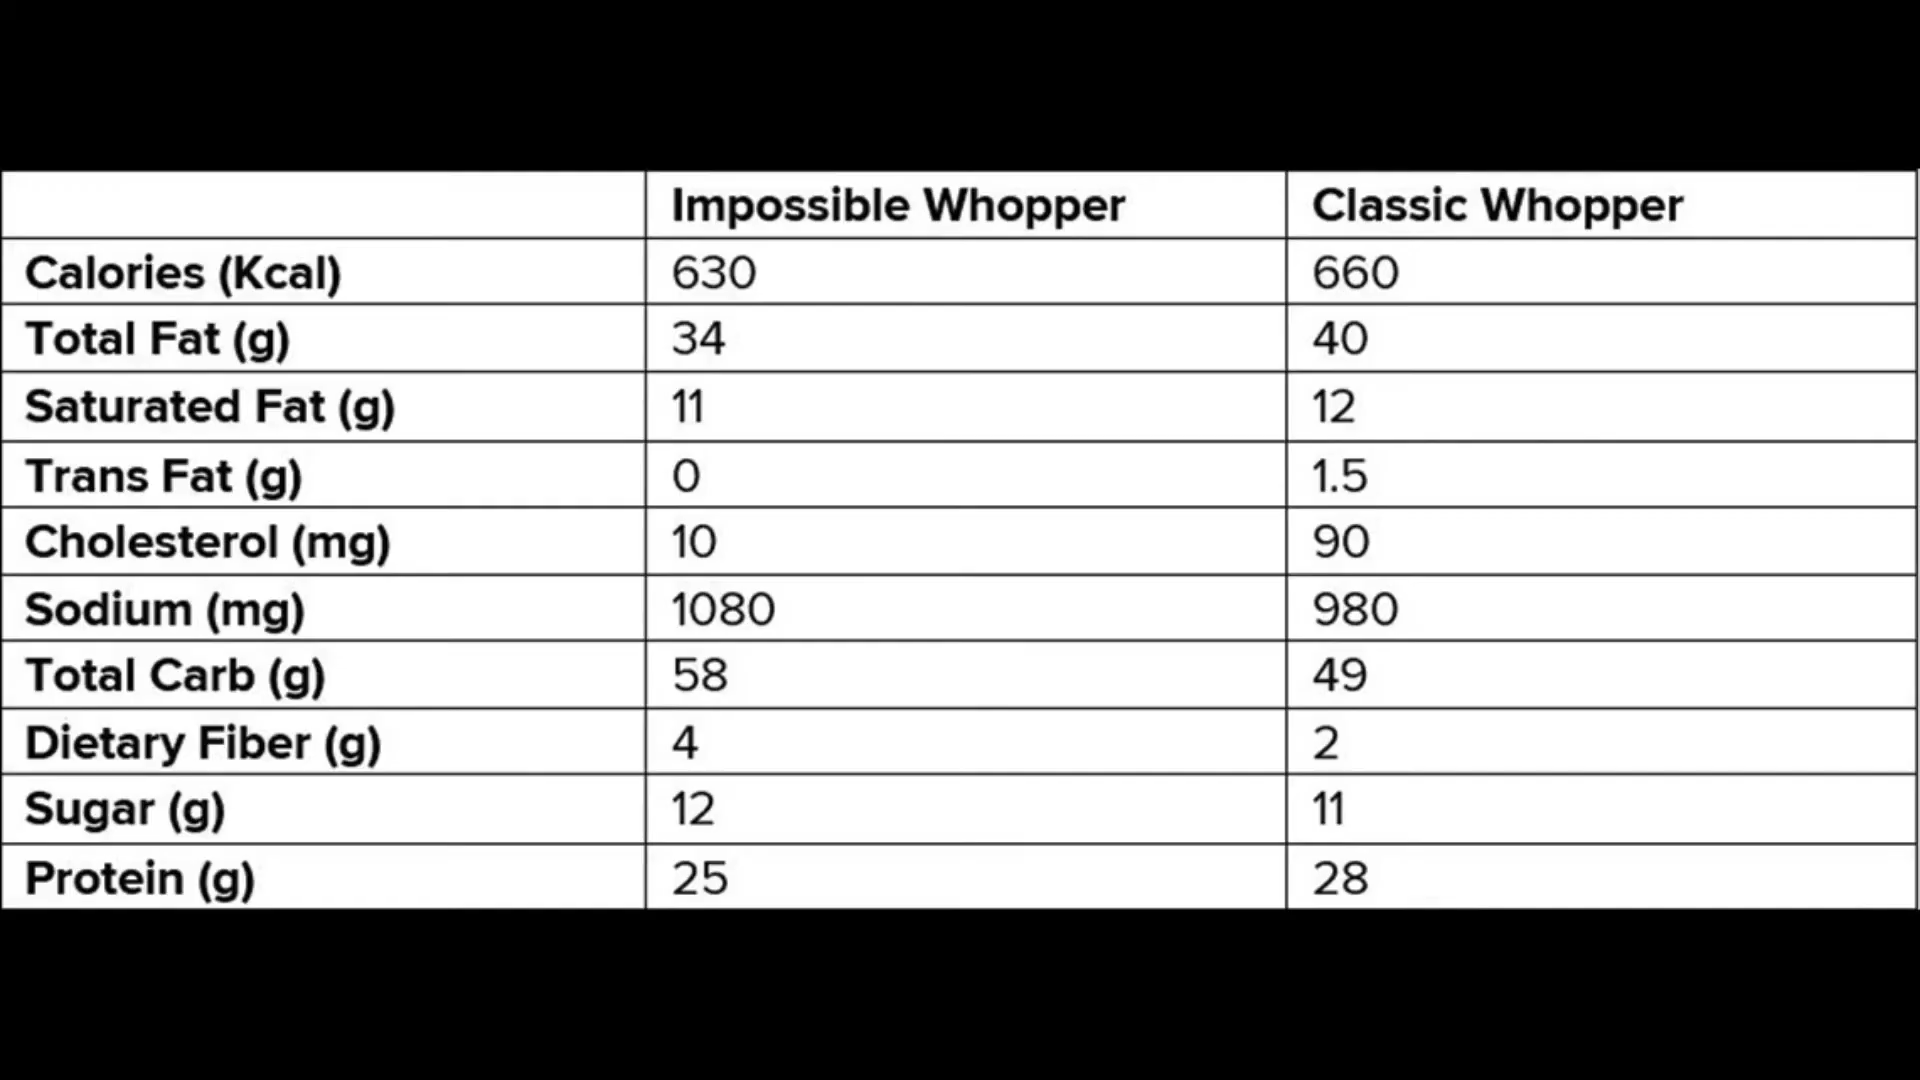 Impossible Whopper Classic Whopper
Calories (Kcal) 630 660
Total Fat (g) 34 40
Saturated Fat (g) 11 12
Trans Fat (g) 0 1.5
Cholesterol (mg) 10 90
Sodium (mg) 1080 980
Total Carb (g) 58 49
Dietary Fiber (g) 4 2
Sugar (g) 12 11
Protein (g) 25 28